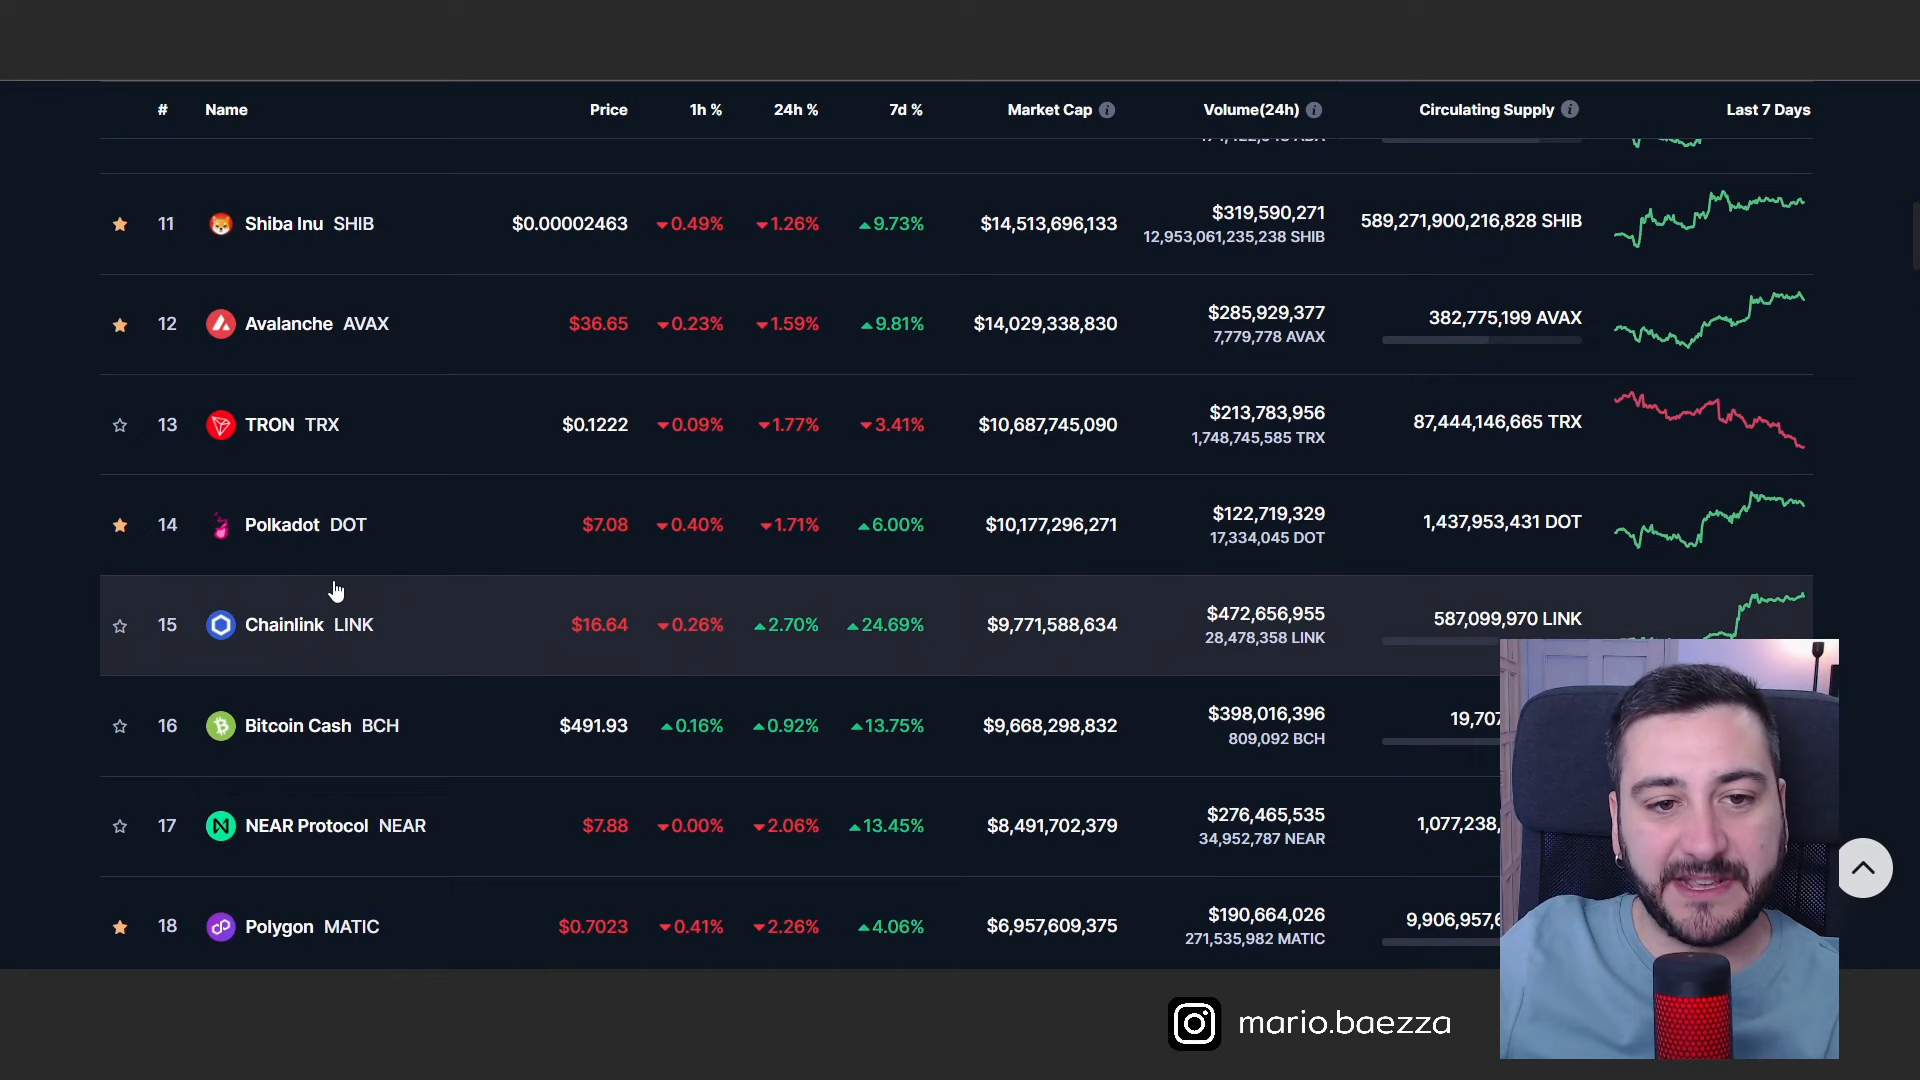 # Name Price 1h % 24h % 7d % Market Cap Volume(24h) Circulating Supply Last 7 Days
11 Shiba Inu SHIB $0.00002463 0.49% 1.26% 9.73% $14,513,696,133 $319,590,271 589,271,900,216,828 SHIB
12,953,061,235,238 SHIB
12 Avalanche AVAX $36.65 0.23% 1.59% 9.81% $14,029,338,830 $285,929,377 382,775,199 AVAX
7,779,778 AVAX
13 TRON TRX $0.1222 0.09% 1.77% 3.41% $10,687,745,090 $213,783,956 87,444,146,665 TRX
1,748,745,585 TRX
14 Polkadot DOT $7.08 0.40% 1.71% 6.00% $10,177,296,271 $122,719,329 1,437,953,431 DOT
17,334,045 DOT
15 Chainlink LINK $16.64 0.26% 2.70% 24.69% $9,771,588,634 $472,656,955 587,099,970 LINK
28,478,358 LINK
16 Bitcoin Cash BCH $491.93 0.16% 0.92% 13.75% $9,668,298,832 $398,016,396 19,707
809,092 BCH
17 NEAR Protocol NEAR $7.88 0.00% 2.06% 13.45% $8,491,702,379 $276,465,535 1,077,238,
34,952,787 NEAR
18 Polygon MATIC $0.7023 0.41% 2.26% 4.06% $6,957,609,375 $190,664,026 9,906,957,6
271,535,982 MATIC
mario.baezza